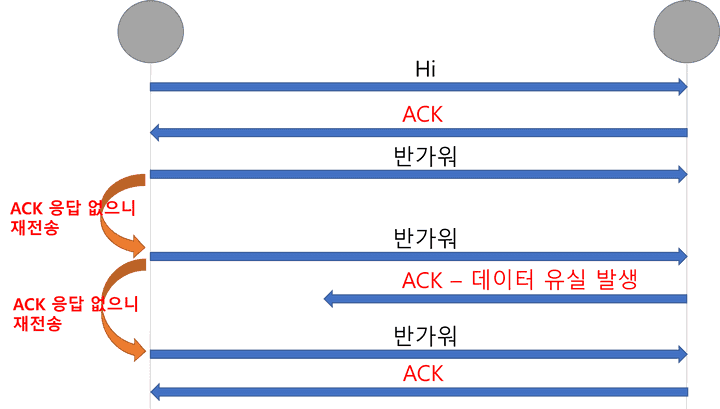 Hi
ACK
반가워
ACK 응답 없으니
재전송
반가워
ACK – 데이터 유실 발생
ACK 응답 없으니
재전송
반가워
ACK